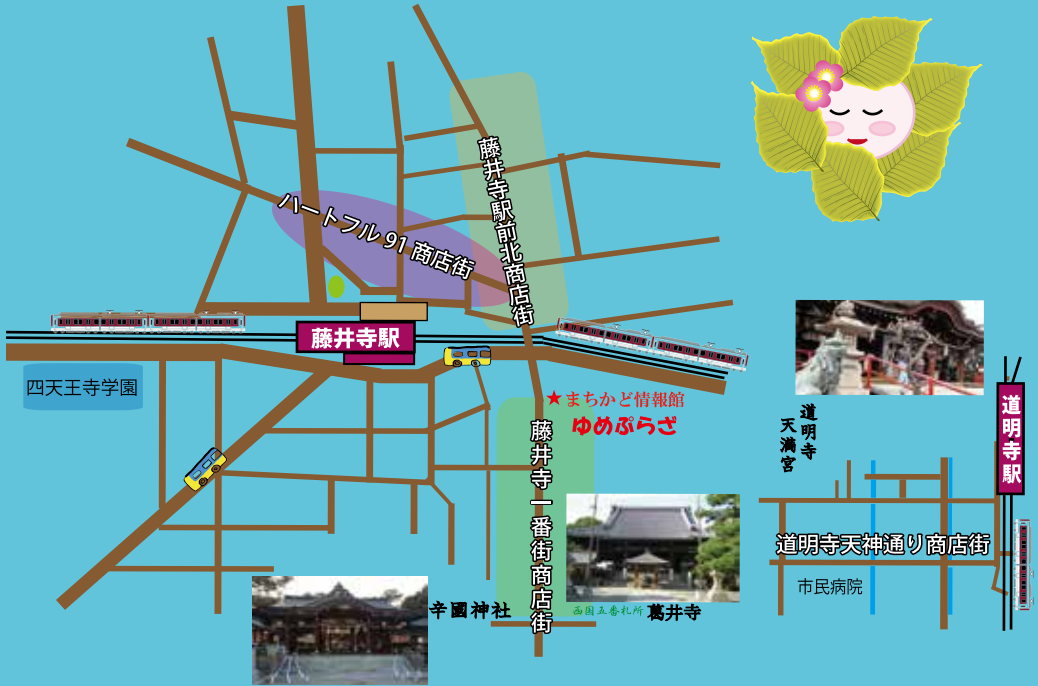 藤井寺駅前北商店街
ハートフル 91 商店街
藤井寺駅
四天王寺学園
★まちかど情報館
ゆめぷらざ
藤井寺一番街商店街
辛國神社
西国五番札所 葛井寺
道明寺
天満宮
道明寺駅
道明寺天神通り商店街
市民病院